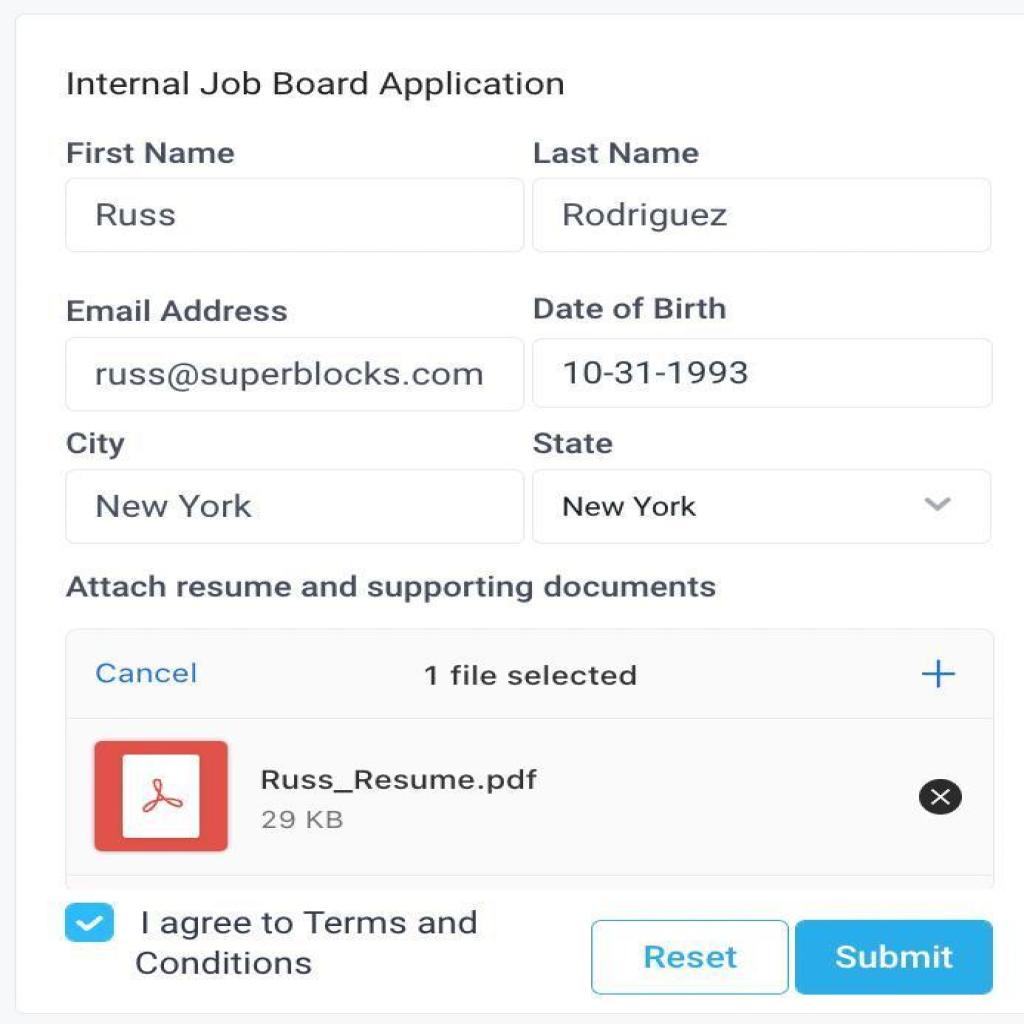 Internal Job Board Application
First Name
Last Name
Russ
Rodriguez
Email Address
Date of Birth
russ@superblocks.com
10-31-1993
City
State
New York
New York
Attach resume and supporting documents
Cancel
1 file selected
Russ_Resume.pdf
29 KB
I agree to Terms and
Conditions
Reset
Submit